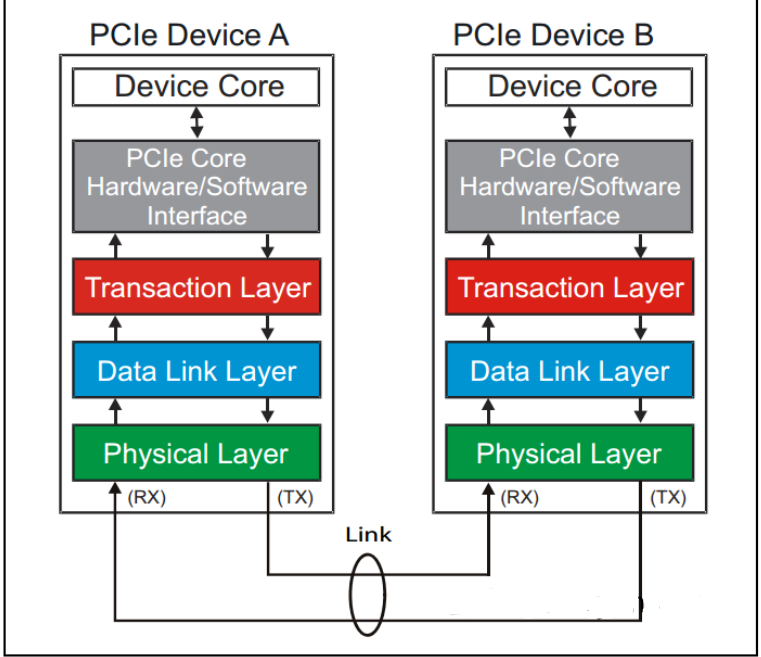 PCIe Device A
Device Core
PCIe Core
Hardware/Software
Interface
Transaction Layer
Data Link Layer
Physical Layer
(RX)
(TX)
PCIe Device B
Device Core
PCIe Core
Hardware/Software
Interface
Transaction Layer
Data Link Layer
Physical Layer
(RX)
(TX)
Link